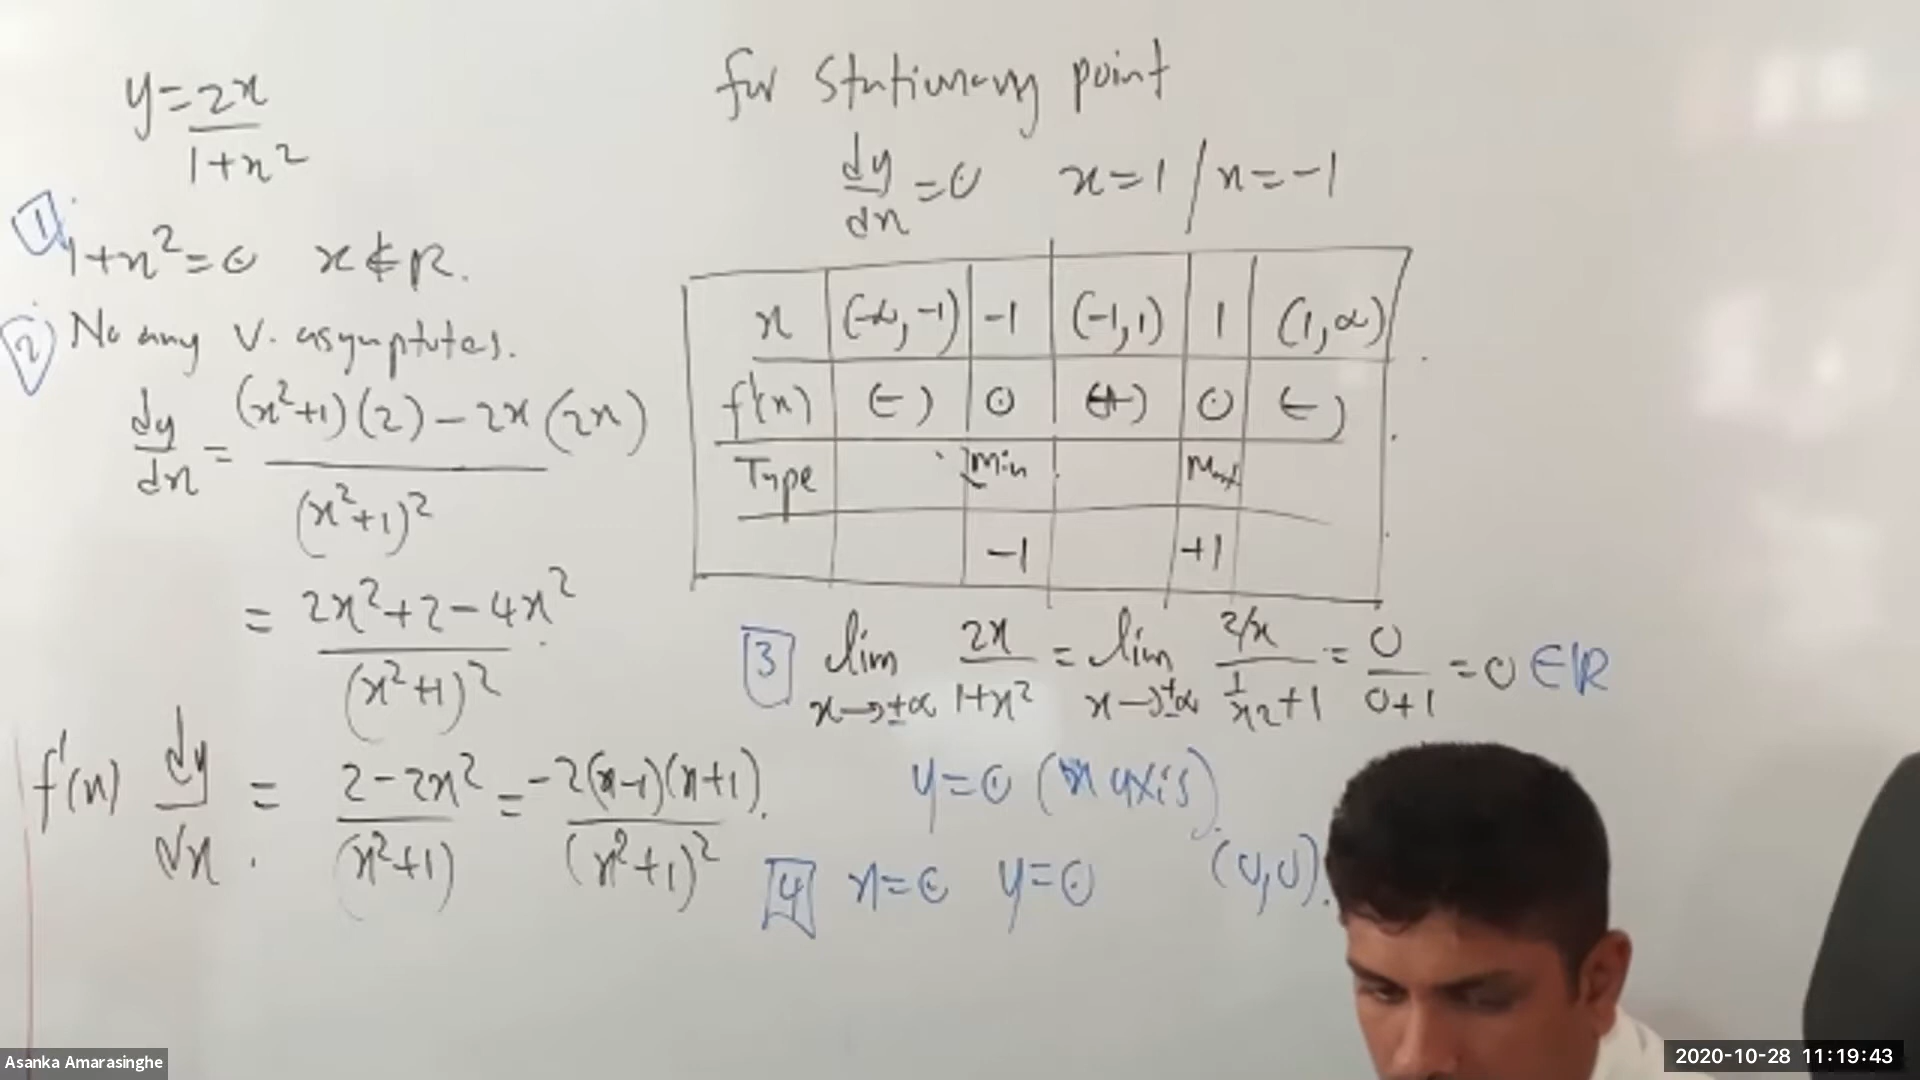 y = 2x / 1+x²
1
1+x² = 0 x ∉ R.
2
No any V. asymptotes.
dy/dx = (x²+1)(2) − 2x(2x) / (x²+1)²
= 2x²+2−4x² / (x²+1)²
f'(x) dy/dx = 2−2x² / (x²+1) = −2(x−1)(x+1) / (x²+1)²
for stationary point
dy/dx = 0 x=1 / x=−1
x (−∝,−1) −1 (−1,1) 1 (1,∝)
f'(x) (−) 0 (+) 0 (−)
Type Min Max
−1 +1
3 lim x→±∝ 2x / 1+x² = lim x→±∝ 2/x / 1/x2+1 = 0 / 0+1 = 0 ∈ℝ
y=0 (x axis)
4 x=0 y=0 (0,0).
Asanka Amarasinghe
2020-10-28 11:19:43